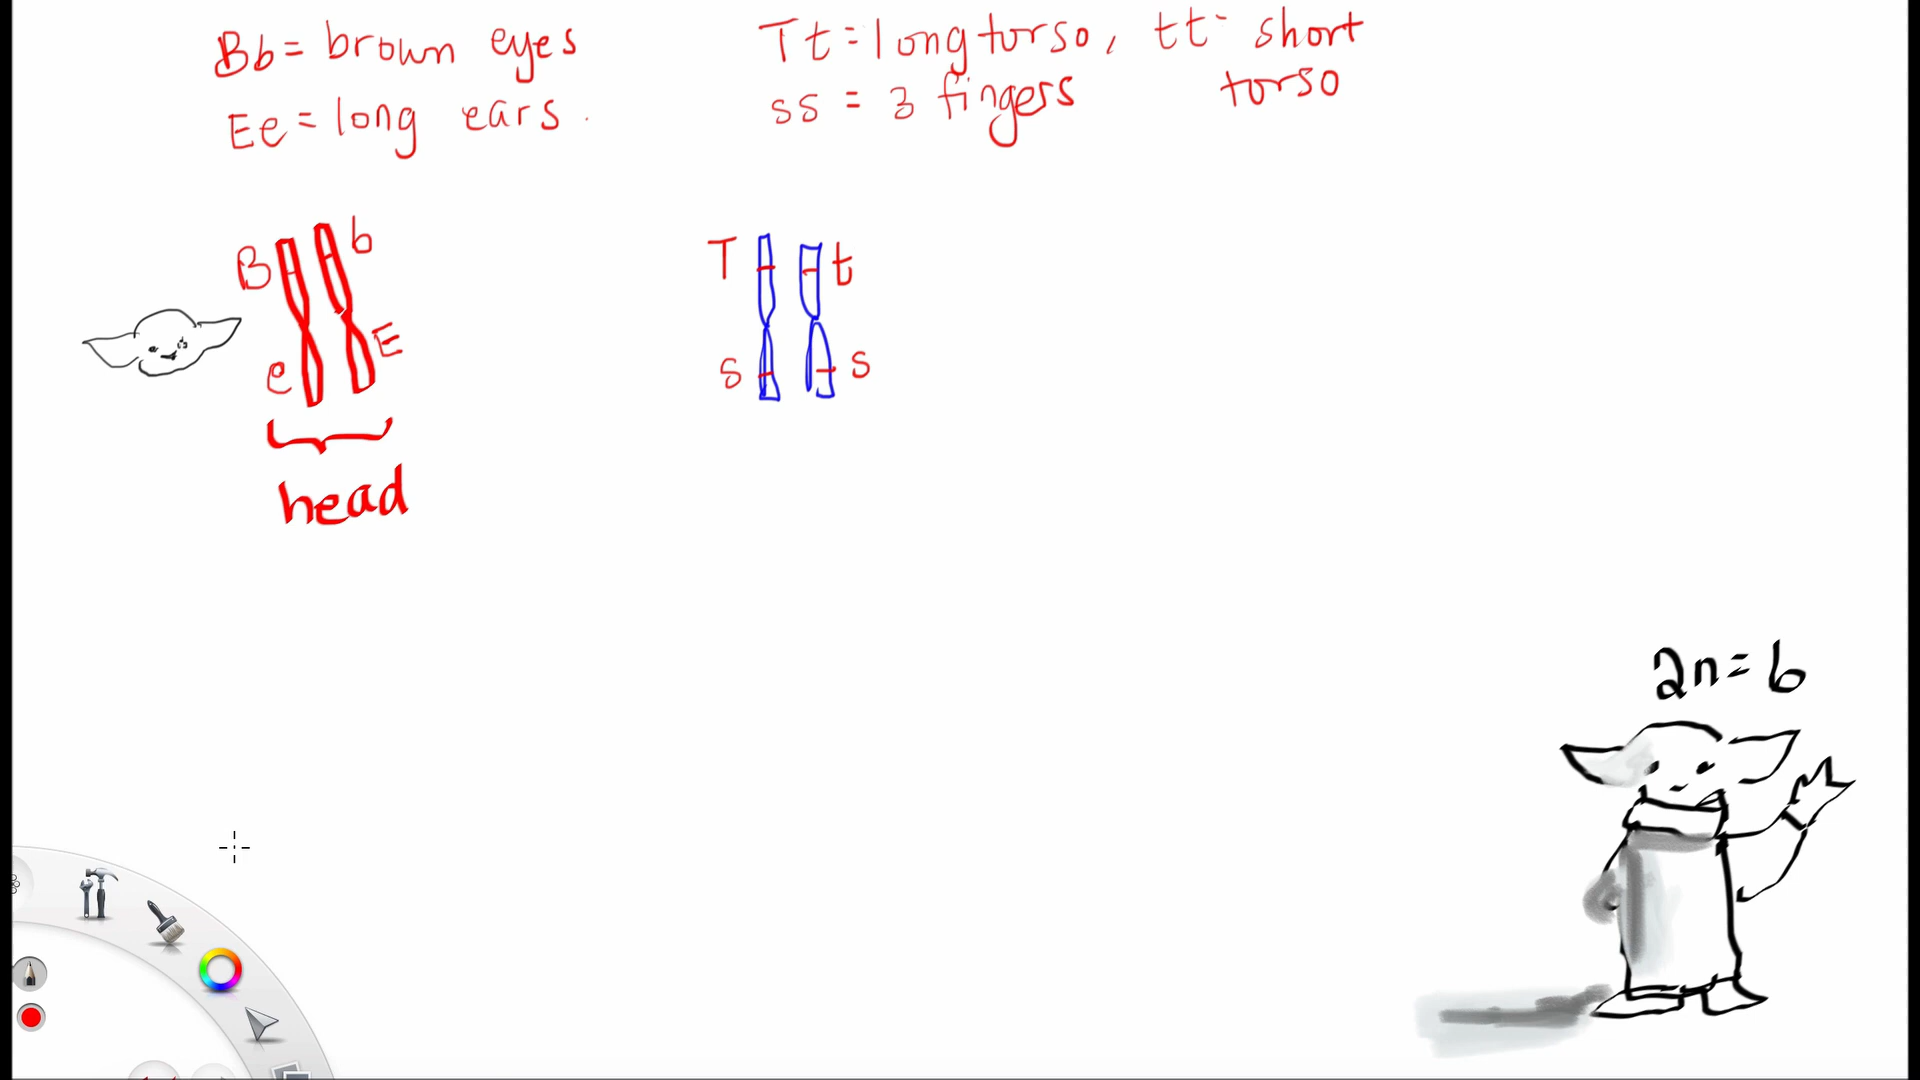 Bb = brown eyes
Ee = long ears.
Tt = long torso, tt - short
torso
ss = 3 fingers
B b
e E
head
T t
s s
2n = 6